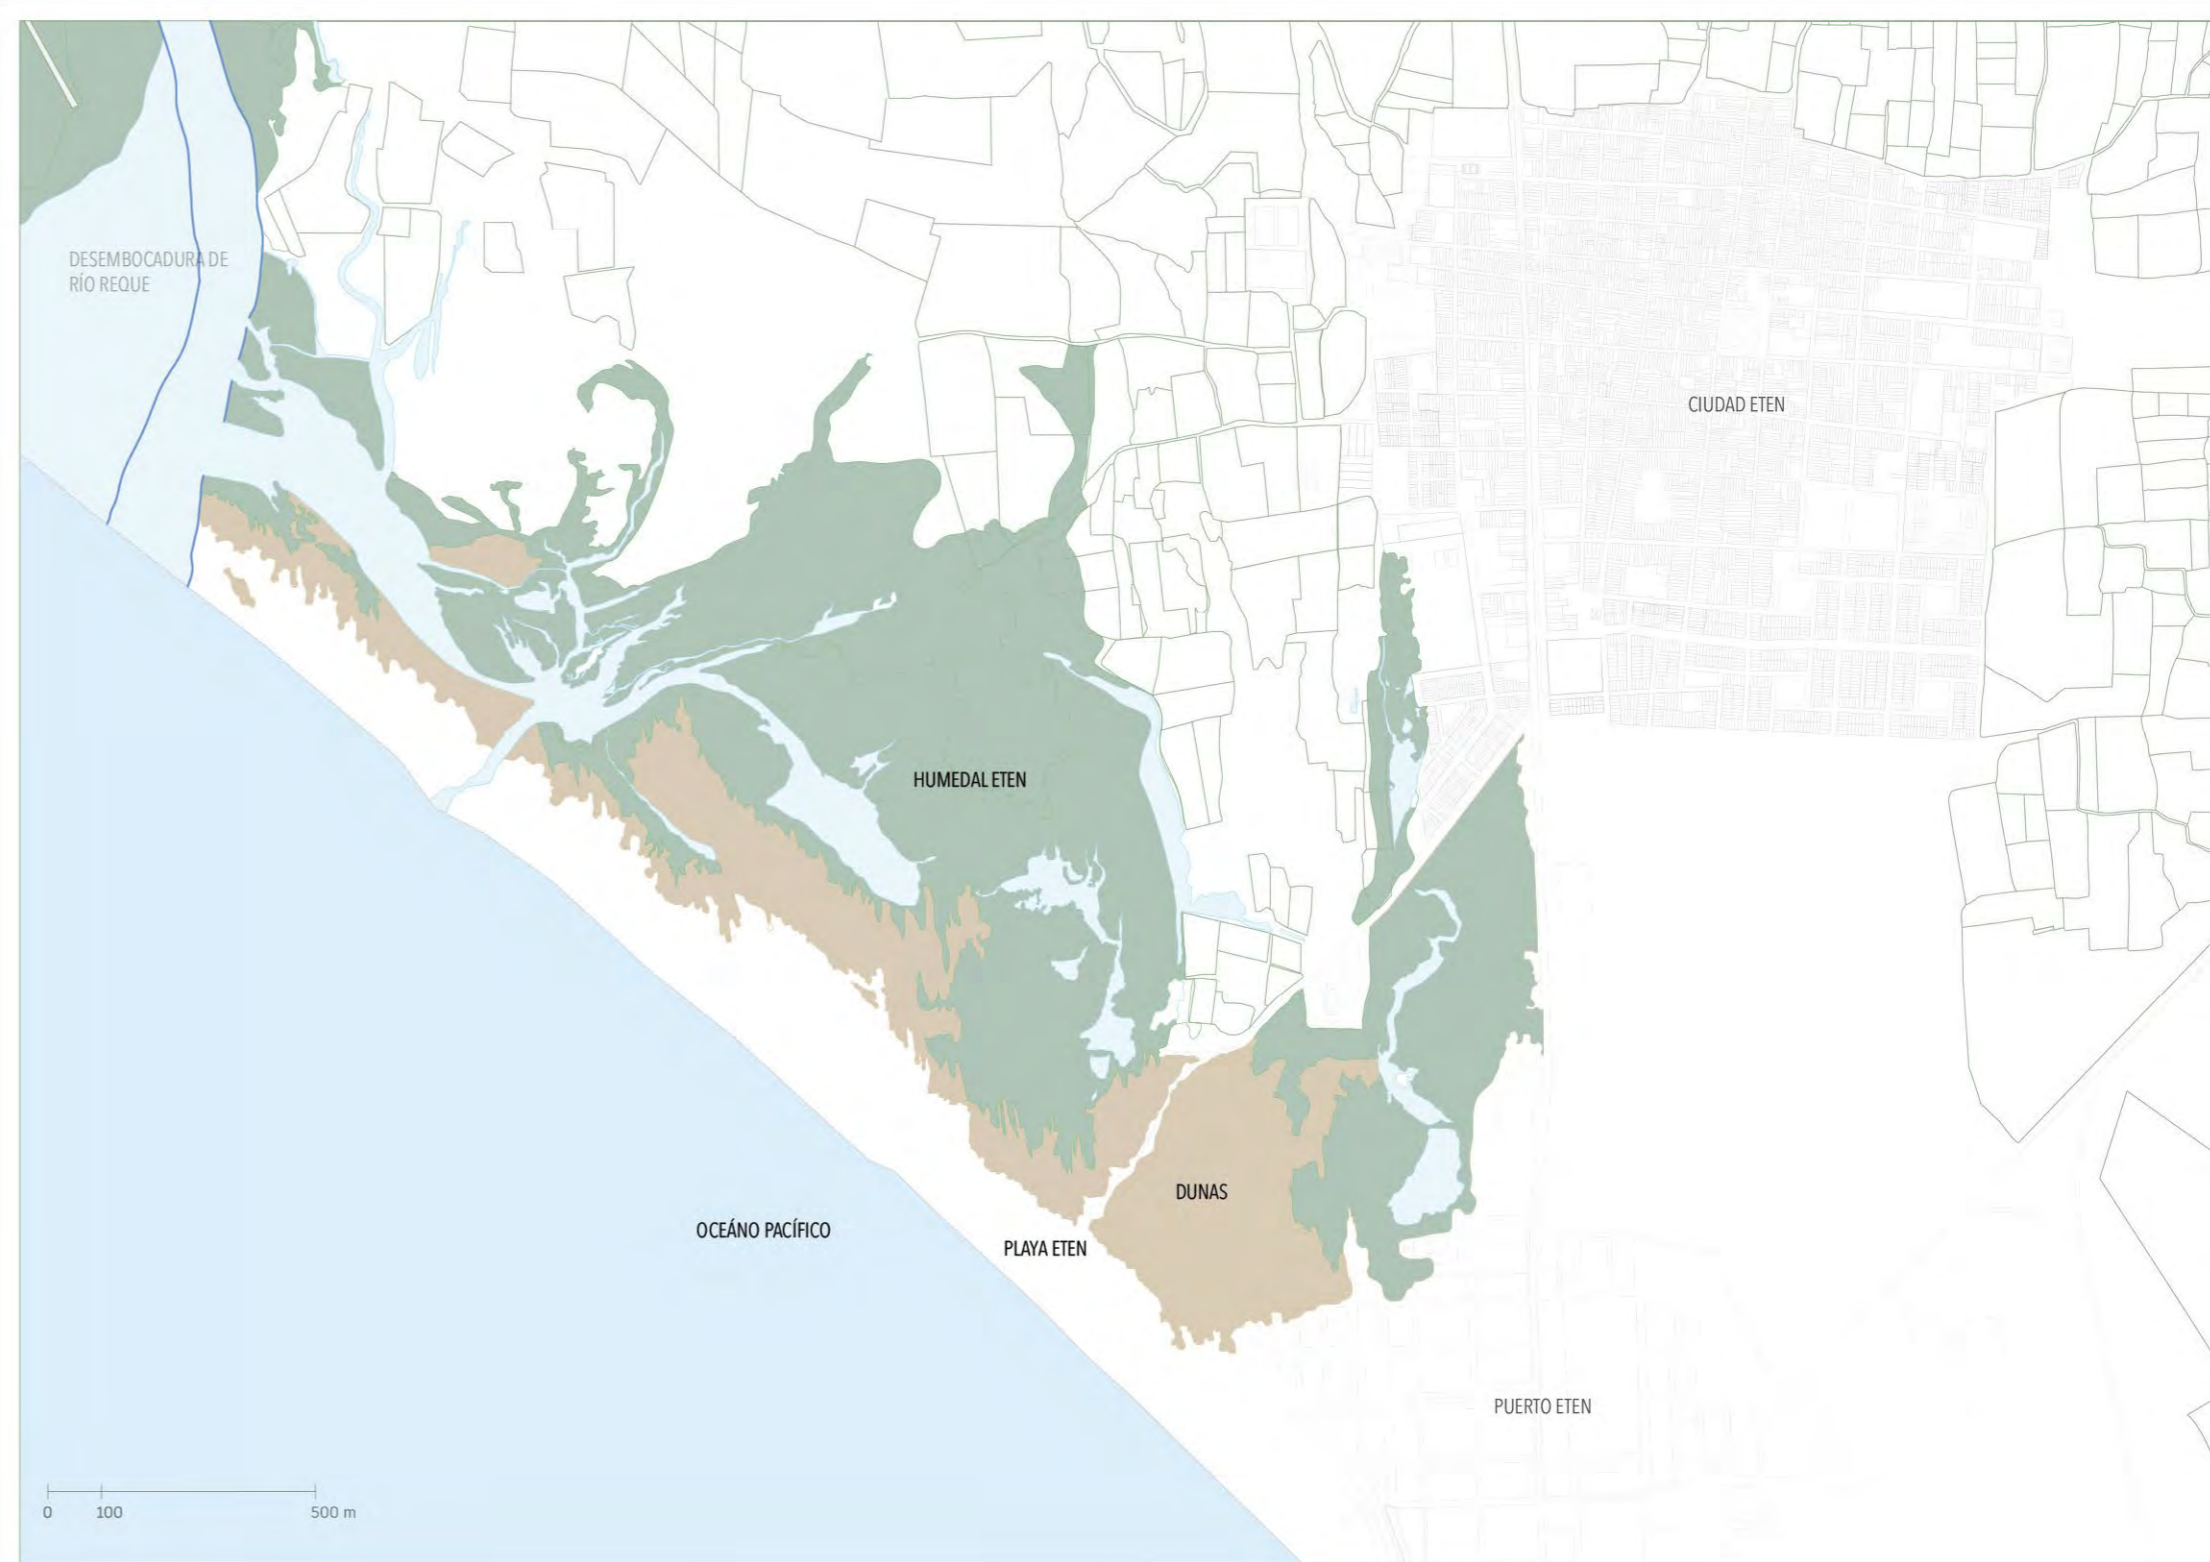 DESEMBOCADURA DE
RÍO REQUE
CIUDAD ETEN
HUMEDAL ETEN
DUNAS
OCEÁNO PACÍFICO
PLAYA ETEN
PUERTO ETEN
0 100 500 m